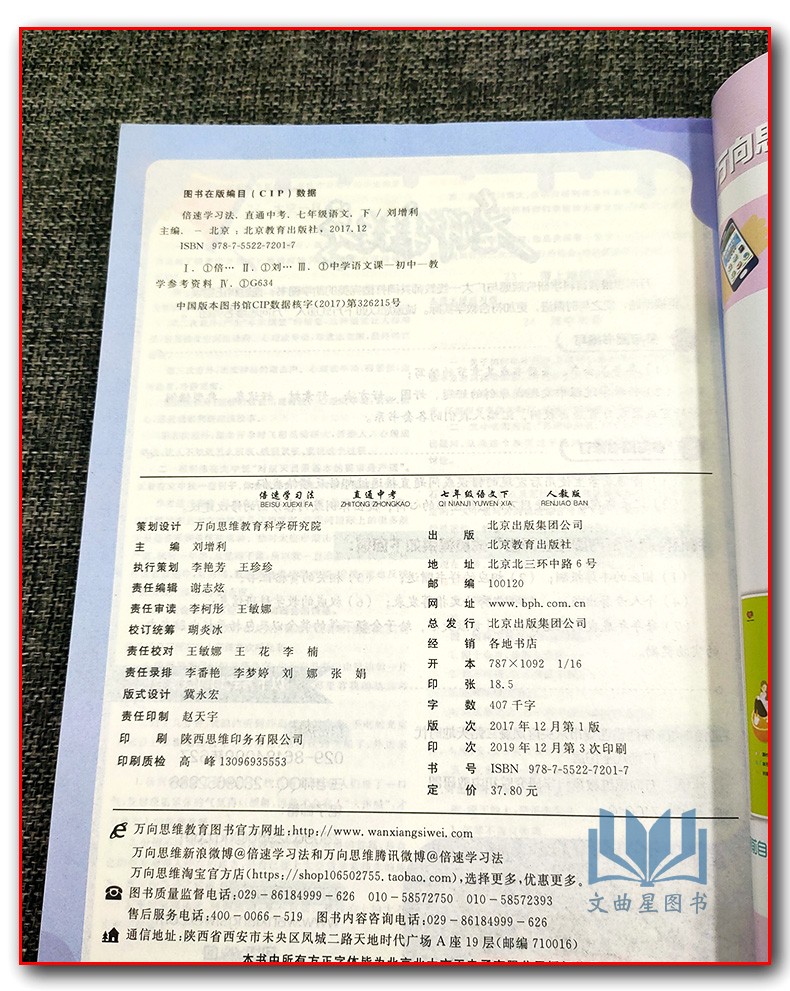 图书在版编目(CIP)数据
倍速学习法．直通中考．七年级语文．下/刘增利
主编．－北京：北京教育出版社，2017.12
ISBN 978-7-5522-7201-7
Ⅰ．①倍… Ⅱ．①刘… Ⅲ．①中学语文课—初中—教
学参考资料 Ⅳ．①G634
中国版本图书馆CIP数据核字(2017)第326215号
倍速学习法 直通中考 七年级语文下 人教版
BEISU XUEXI FA ZHITONG ZHONGKAO QI NIANJI YUWEN XIA RENJIAO BAN
策划设计 万向思维教育科学研究院
主 编 刘增利
执行策划 李艳芳 王珍珍
责任编辑 谢志炫
责任审读 李柯彤 王敏娜
校订统筹 瑚炎冰
责任校对 王敏娜 王 花 李 楠
责任录排 李番艳 李梦婷 刘 娜 张 娟
版式设计 冀永宏
责任印制 赵天宇
印 刷 陕西思维印务有限公司
印刷质检 高 峰13096935553
出 版 北京出版集团公司
北京教育出版社
地 址 北京北三环中路6号
邮 编 100120
网 址 www.bph.com.cn
总 发 行 北京出版集团公司
经 销 各地书店
开 本 787×1092 1/16
印 张 18.5
字 数 407千字
版 次 2017年12月第1版
印 次 2019年12月第3次印刷
书 号 ISBN 978-7-5522-7201-7
定 价 37.80元
万向思维教育图书官方网址:http://www.wanxiangsiwei.com
万向思维新浪微博@倍速学习法和万向思维腾讯微博@倍速学习法
万向思维淘宝官方店(https://shop106502755.taobao.com),选择更多,优惠更多。
图书质量监督电话:029-86184999-626 010-58572750 010-58572393
售后服务电话:400-0066-519 图书内容咨询电话:029-86184999-626
通信地址:陕西省西安市未央区凤城二路天地时代广场A座19层(邮编710016)
文曲星图书
万向思